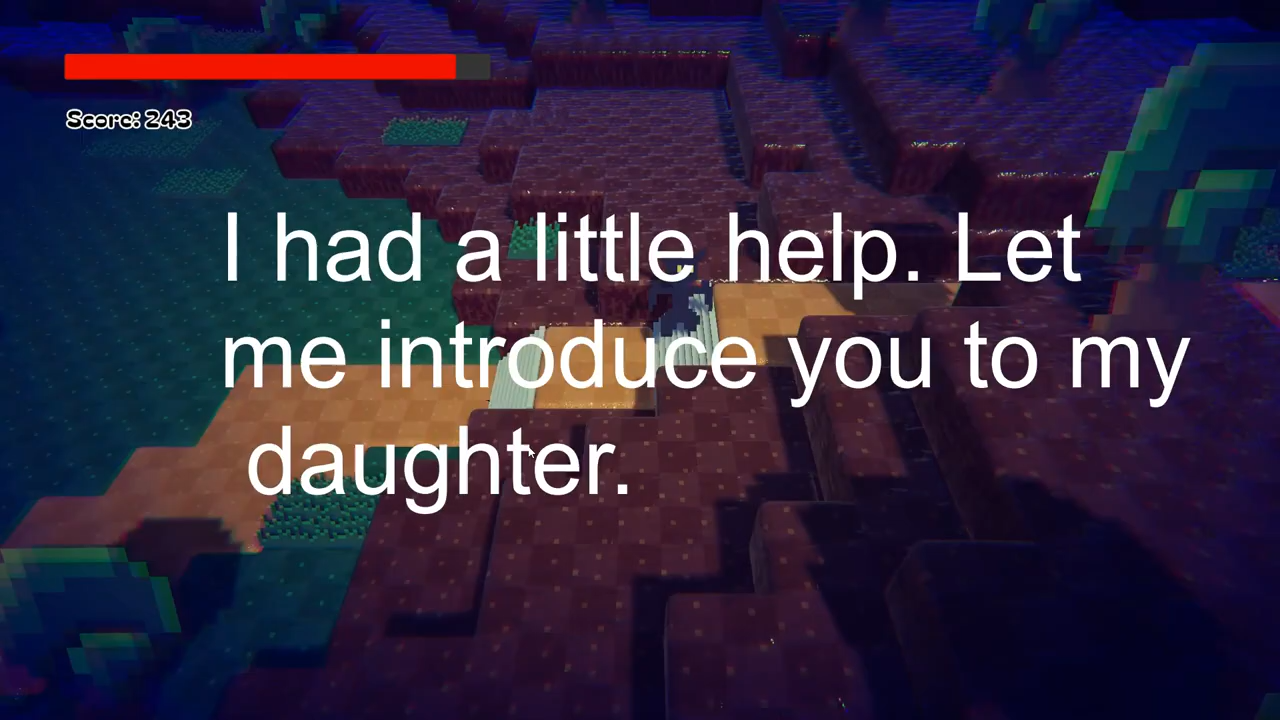 Score: 243
I had a little help. Let
me introduce you to my
daughter.